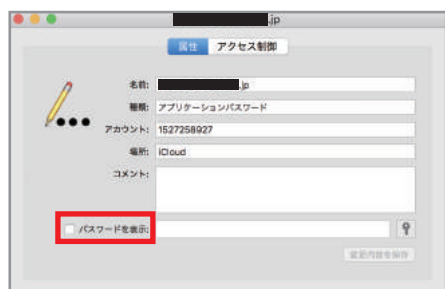 .jp
属性 アクセス制御
名前: .jp
種類: アプリケーションパスワード
アカウント: 1527258927
場所: iCloud
コメント:
パスワードを表示:
変更内容を保存